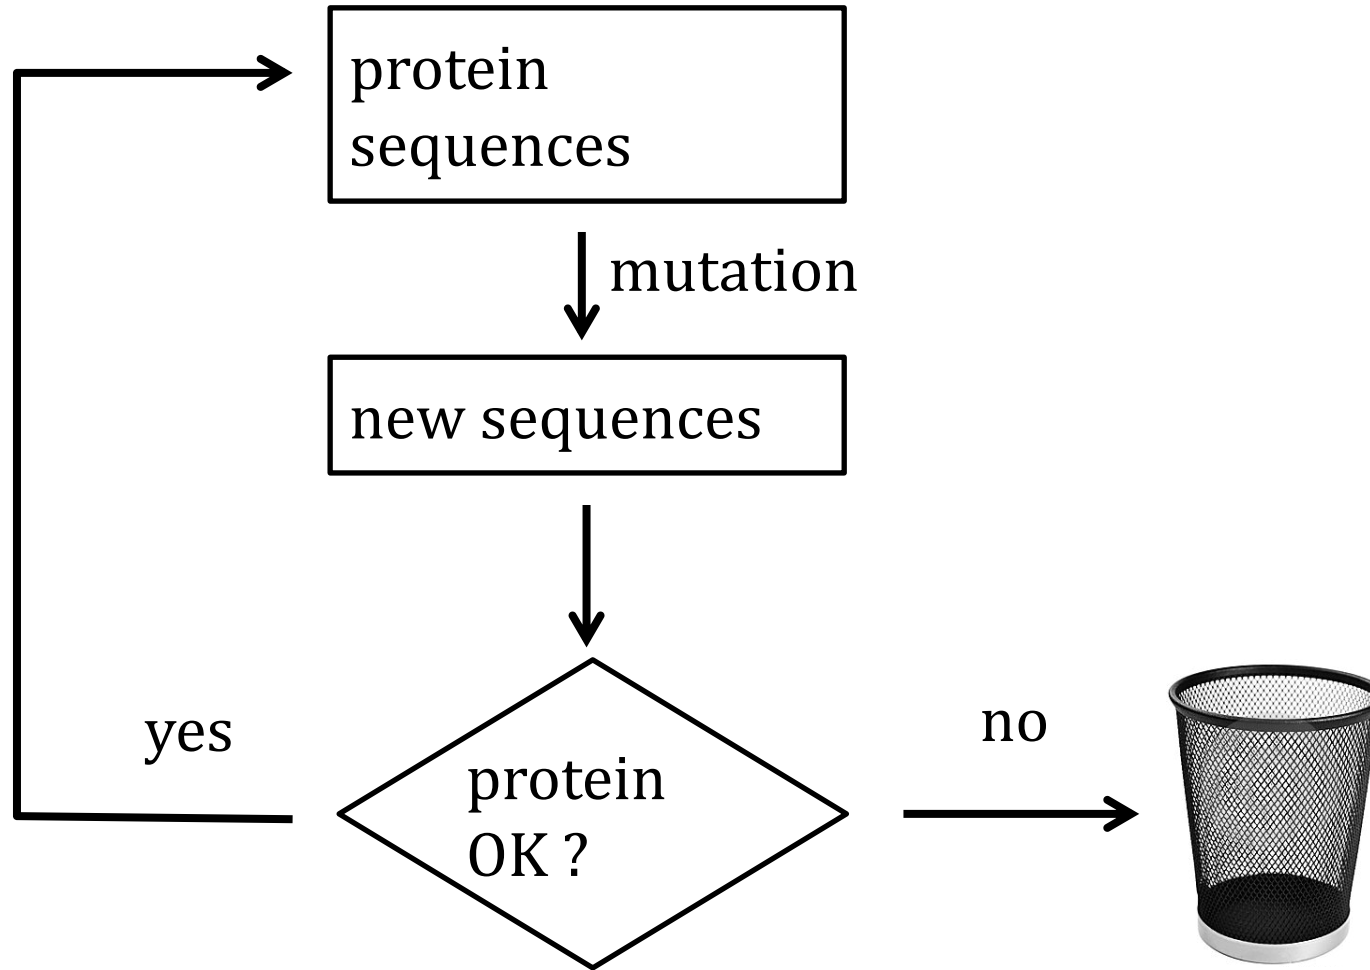 protein
sequences
mutation
new sequences
yes
no
protein
OK ?